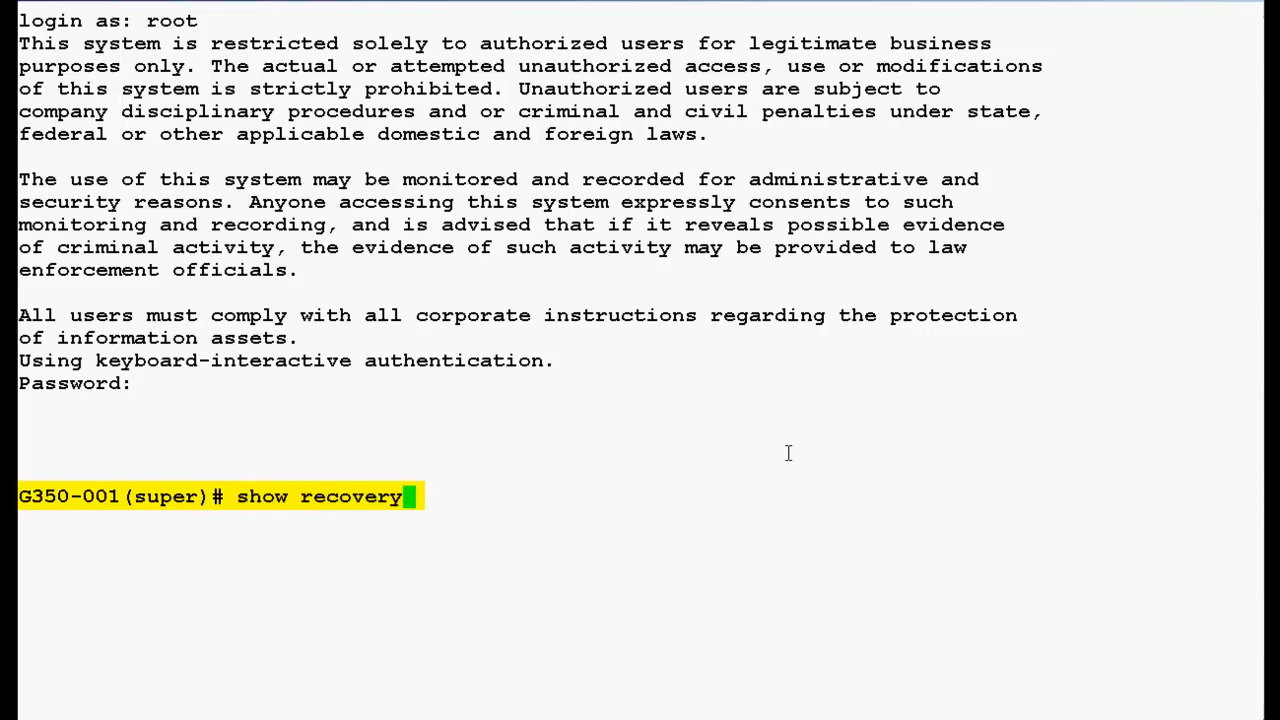 login as: root
This system is restricted solely to authorized users for legitimate business
purposes only. The actual or attempted unauthorized access, use or modifications
of this system is strictly prohibited. Unauthorized users are subject to
company disciplinary procedures and or criminal and civil penalties under state,
federal or other applicable domestic and foreign laws.

The use of this system may be monitored and recorded for administrative and
security reasons. Anyone accessing this system expressly consents to such
monitoring and recording, and is advised that if it reveals possible evidence
of criminal activity, the evidence of such activity may be provided to law
enforcement officials.

All users must comply with all corporate instructions regarding the protection
of information assets.
Using keyboard-interactive authentication.
Password:

G350-001(super)# show recovery